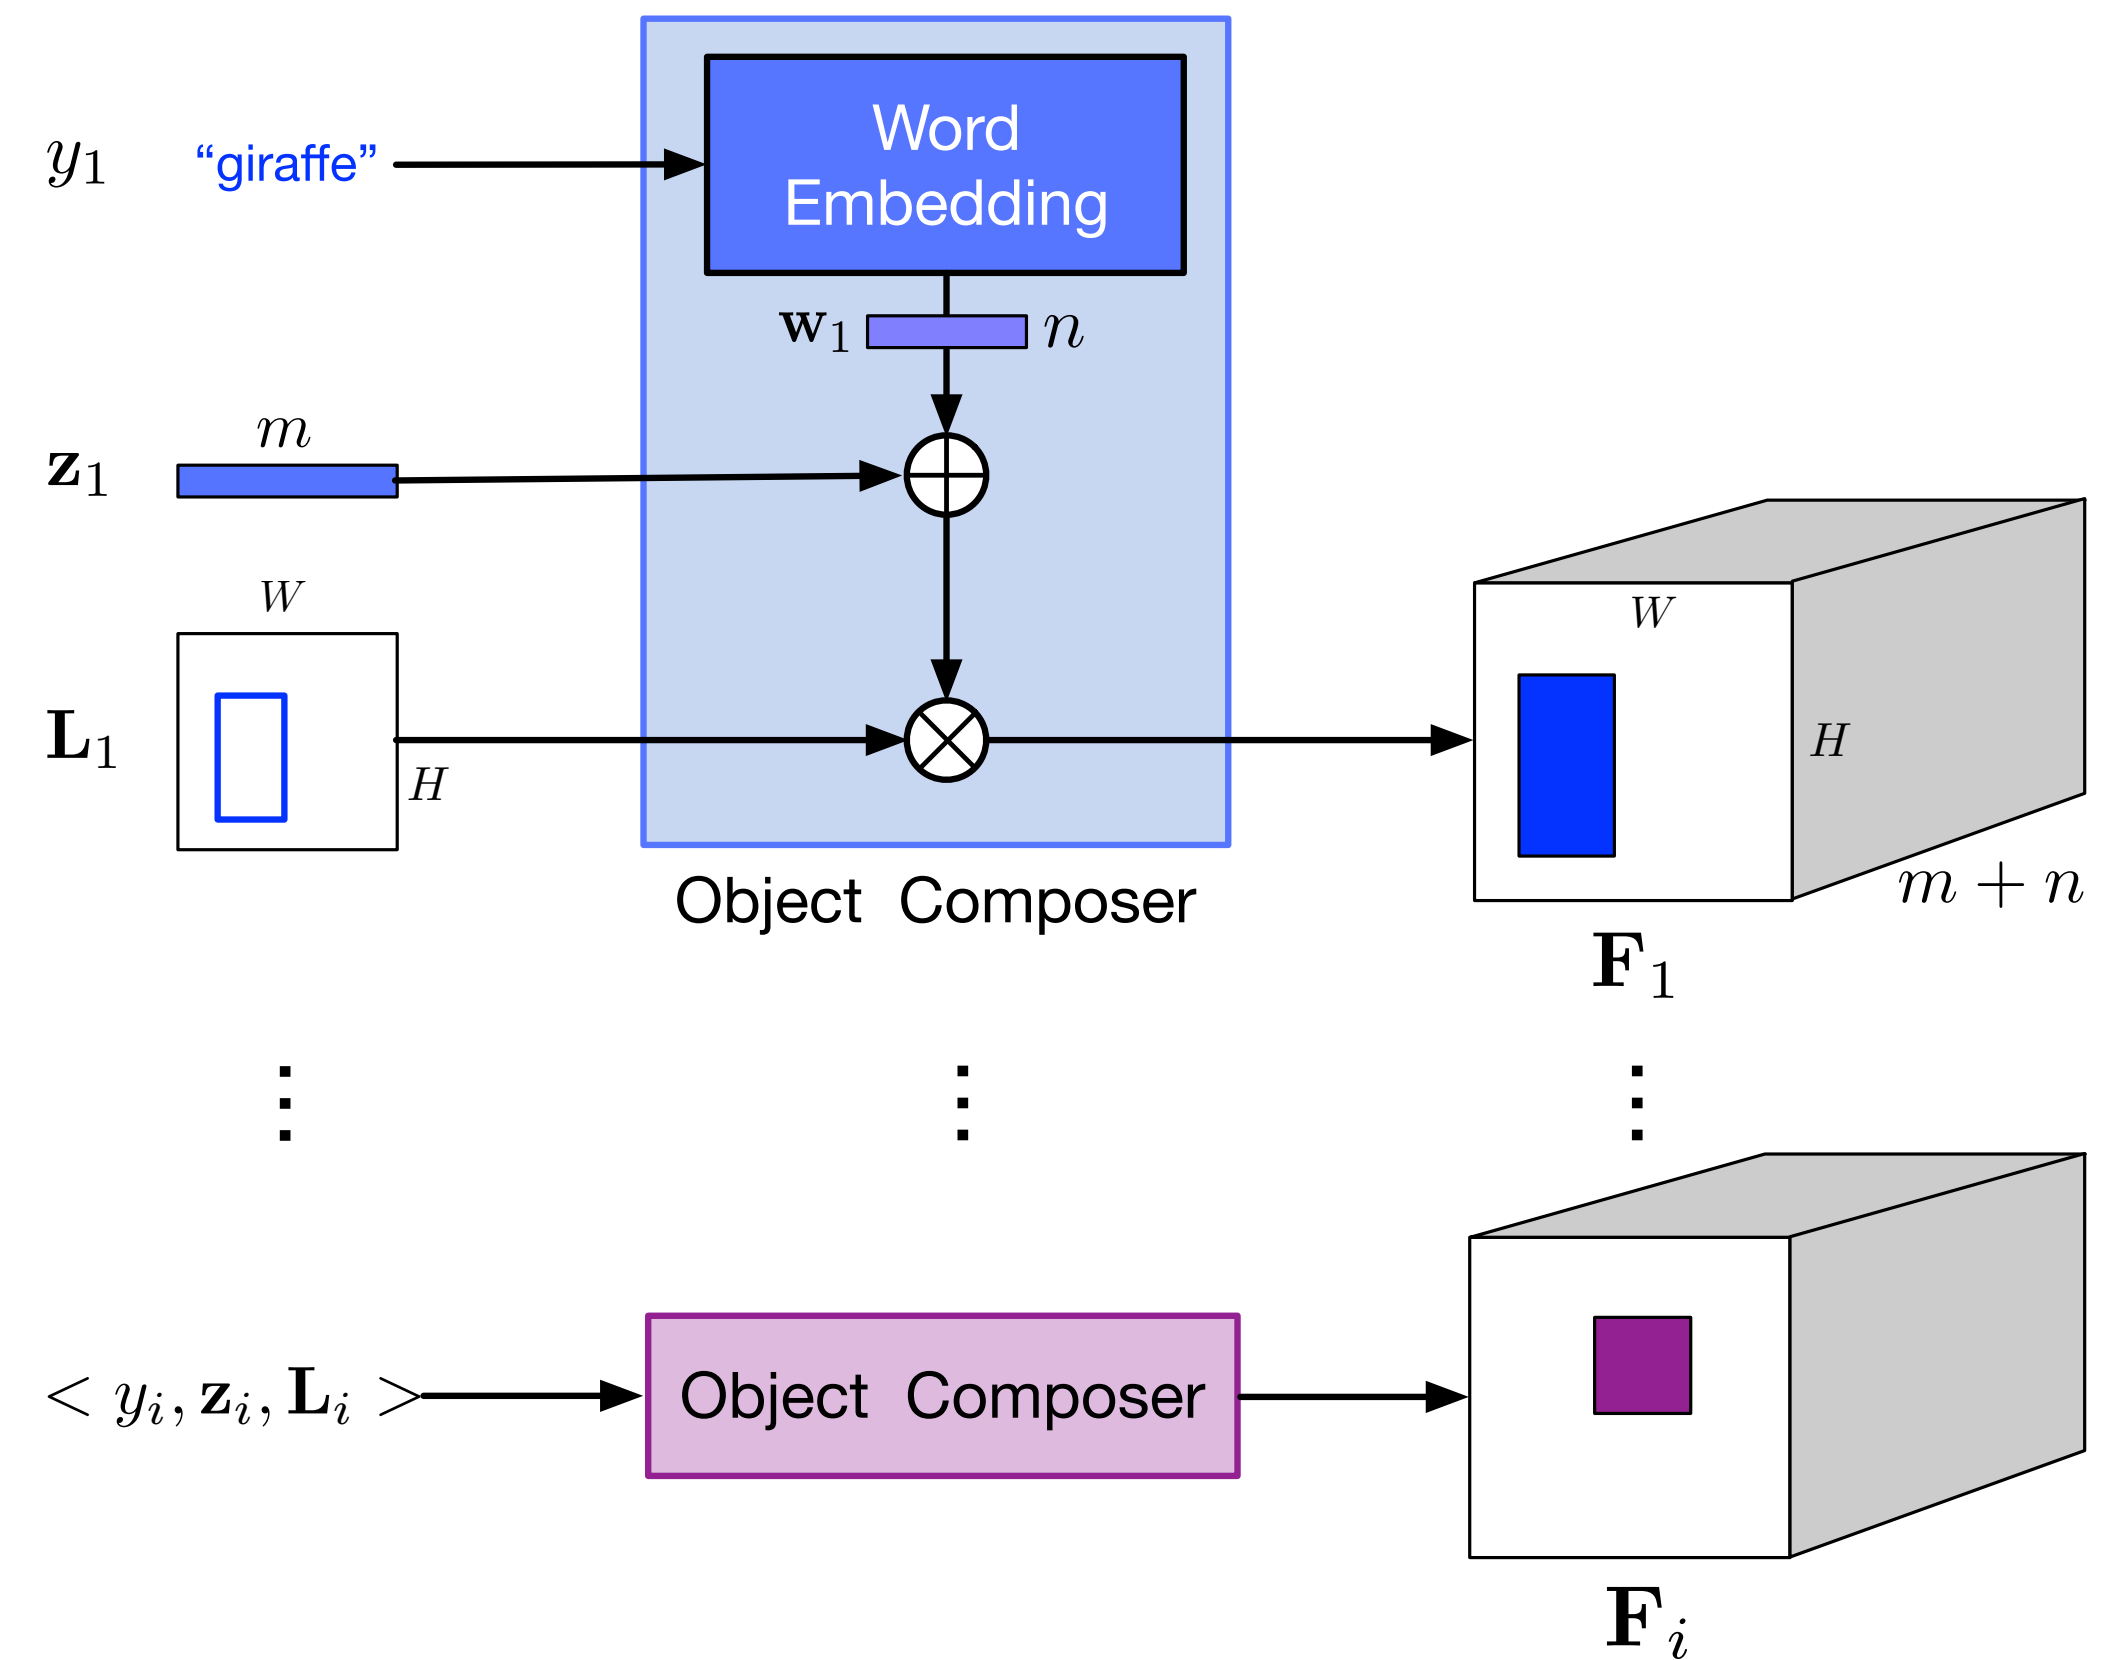 Word
Embedding
y₁ “giraffe”
w₁ n
m
z₁
W
L₁
H
W
H
Object Composer
m + n
F₁
⋮ ⋮ ⋮
< yᵢ, zᵢ, Lᵢ > Object Composer
Fᵢ